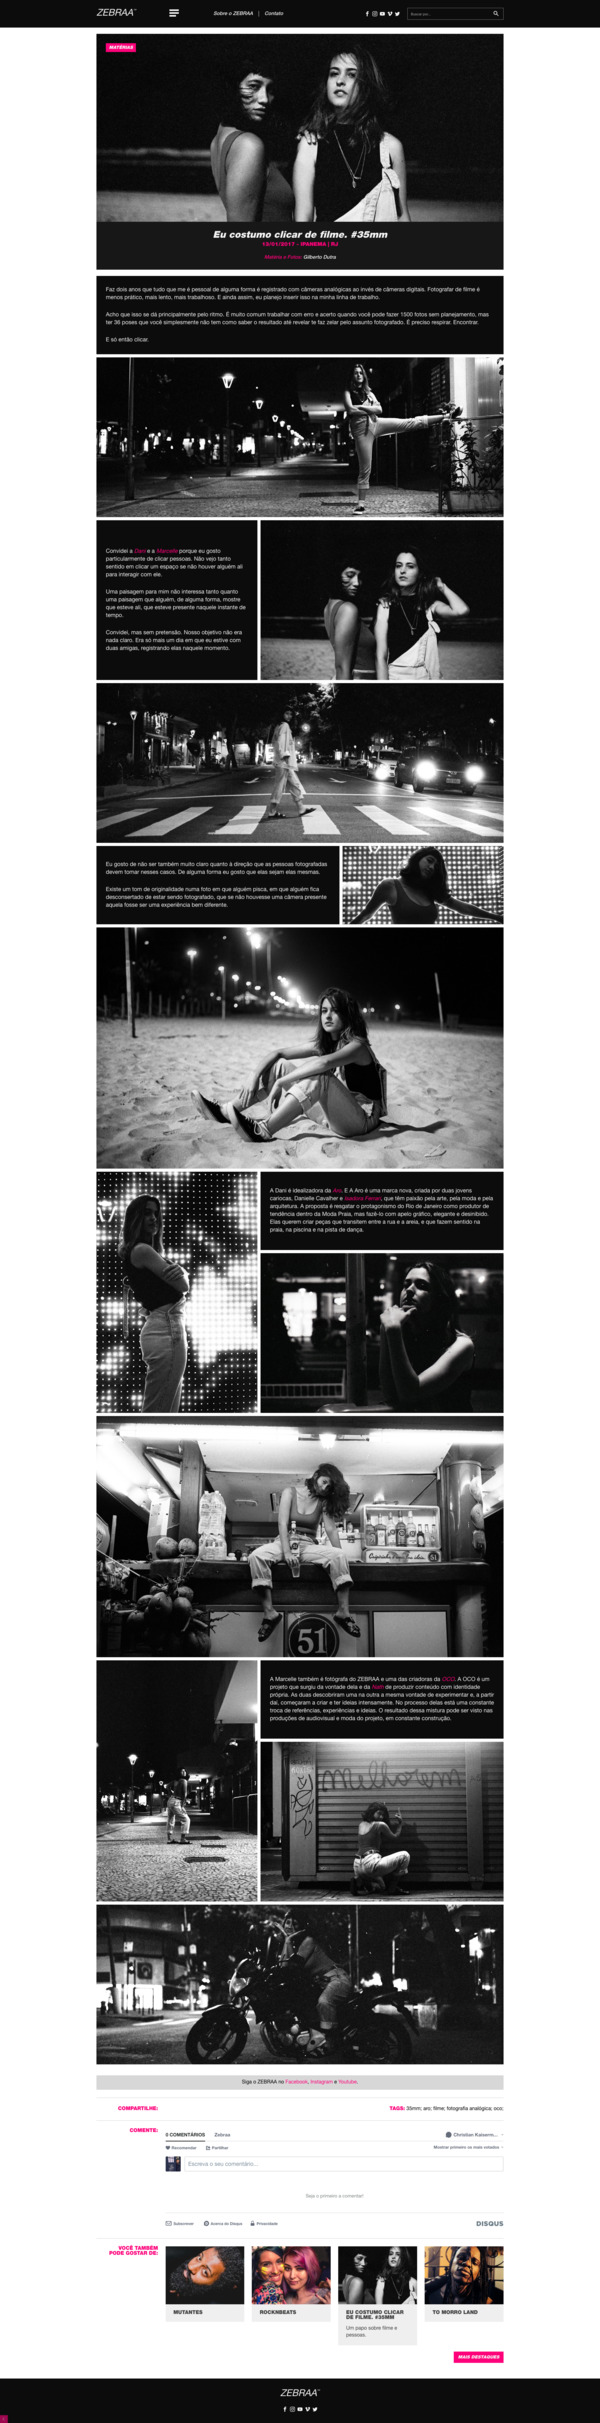 ZEBRAA™
Sobre o ZEBRAA | Contato
Buscar por...
MATÉRIAS
Eu costumo clicar de filme. #35mm
13/01/2017 - IPANEMA | RJ
Matéria e Fotos: Gilberto Dutra
Faz dois anos que tudo que me é pessoal de alguma forma é registrado com câmeras analógicas ao invés de câmeras digitais. Fotografar de filme é
menos prático, mais lento, mais trabalhoso. E ainda assim, eu planejo inserir isso na minha linha de trabalho.
Acho que isso se dá principalmente pelo ritmo. É muito comum trabalhar com erro e acerto quando você pode fazer 1500 fotos sem planejamento, mas
ter 36 poses que você simplesmente não tem como saber o resultado até revelar te faz zelar pelo assunto fotografado. É preciso respirar. Encontrar.
E só então clicar.
Convidei a Dani e a Marcelle porque eu gosto
particularmente de clicar pessoas. Não vejo tanto
sentido em clicar um espaço se não houver alguém ali
para interagir com ele.
Uma paisagem para mim não interessa tanto quanto
uma paisagem que alguém, de alguma forma, mostre
que esteve ali, que esteve presente naquele instante de
tempo.
Convidei, mas sem pretensão. Nosso objetivo não era
nada claro. Era só mais um dia em que eu estive com
duas amigas, registrando elas naquele momento.
Eu gosto de não ser também muito claro quanto à direção que as pessoas fotografadas
devem tomar nesses casos. De alguma forma eu gosto que elas sejam elas mesmas.
Existe um tom de originalidade numa foto em que alguém pisca, em que alguém fica
desconsertado de estar sendo fotografado, que se não houvesse uma câmera presente
aquela fosse ser uma experiência bem diferente.
A Dani é idealizadora da Aro. E A Aro é uma marca nova, criada por duas jovens
cariocas, Danielle Cavalher e Isadora Ferrari, que têm paixão pela arte, pela moda e pela
arquitetura. A proposta é resgatar o protagonismo do Rio de Janeiro como produtor de
tendência dentro da Moda Praia, mas fazê-lo com apelo gráfico, elegante e desinibido.
Elas querem criar peças que transitem entre a rua e a areia, e que fazem sentido na
praia, na piscina e na pista de dança.
51
51
A Marcelle também é fotógrfa do ZEBRAA e uma das criadoras da OCO. A OCO é um
projeto que surgiu da vontade dela e da Nath de produzir conteúdo com identidade
própria. As duas descobriram uma na outra a mesma vontade de experimentar e, a partir
daí, começaram a criar e ter ideias intensamente. No processo delas está uma constante
troca de referências, experiências e ideias. O resultado dessa mistura pode ser visto nas
produções de audiovisual e moda do projeto, em constante construção.
Melhorem
Siga o ZEBRAA no Facebook, Instagram e Youtube.
COMPARTILHE:
TAGS: 35mm; aro; filme; fotografia analógica; oco;
COMENTE:
0 COMENTÁRIOS Zebraa Christian Kaiserm...
Recomendar Partilhar Mostrar primeiro os mais votados
Escreva o seu comentário...
Seja o primeiro a comentar!
Subscrever Acerca do Disqus Privacidade DISQUS
VOCÊ TAMBÉM
PODE GOSTAR DE:
MUTANTES
ROCKNBEATS
EU COSTUMO CLICAR
DE FILME. #35MM
Um papo sobre filme e
pessoas.
TO MORRO LAND
MAIS DESTAQUES
ZEBRAA™